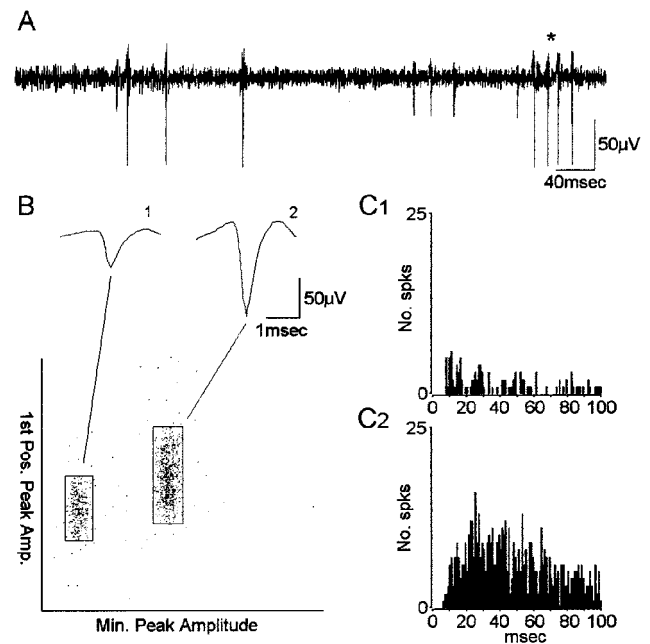 A
*
50µV
40msec
B
1
2
50µV
1msec
1st Pos. Peak Amp.
Min. Peak Amplitude
C1
25
No. spks
0
0 20 40 60 80 100
C2
25
No. spks
0
0 20 40 60 80 100
msec